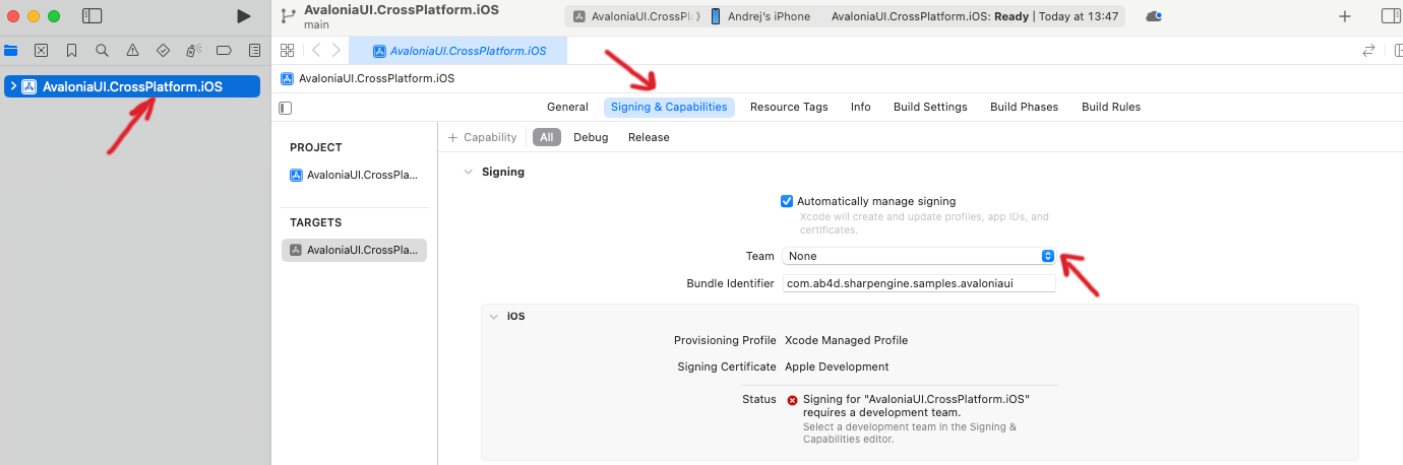 AvaloniaUI.CrossPlatform.iOS
main
AvaloniaUI.CrossPl
Andrej's iPhone
AvaloniaUI.CrossPlatform.iOS: Ready | Today at 13:47
AvaloniaUI.CrossPlatform.iOS
AvaloniaUI.CrossPlatform.iOS
AvaloniaUI.CrossPlatform.iOS
General
Signing & Capabilities
Resource Tags
Info
Build Settings
Build Phases
Build Rules
+ Capability
All
Debug
Release
PROJECT
AvaloniaUI.CrossPla...
TARGETS
AvaloniaUI.CrossPla...
Signing
Automatically manage signing
Xcode will create and update profiles, app IDs, and
certificates.
Team None
Bundle Identifier com.ab4d.sharpengine.samples.avaloniaui
iOS
Provisioning Profile Xcode Managed Profile
Signing Certificate Apple Development
Status Signing for "AvaloniaUI.CrossPlatform.iOS"
requires a development team.
Select a development team in the Signing &
Capabilities editor.